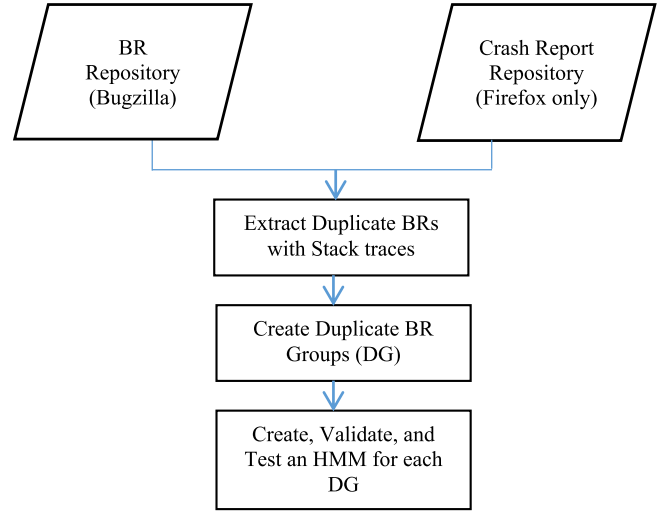 BR
Repository
(Bugzilla)
Crash Report
Repository
(Firefox only)
Extract Duplicate BRs
with Stack traces
Create Duplicate BR
Groups (DG)
Create, Validate, and
Test an HMM for each
DG